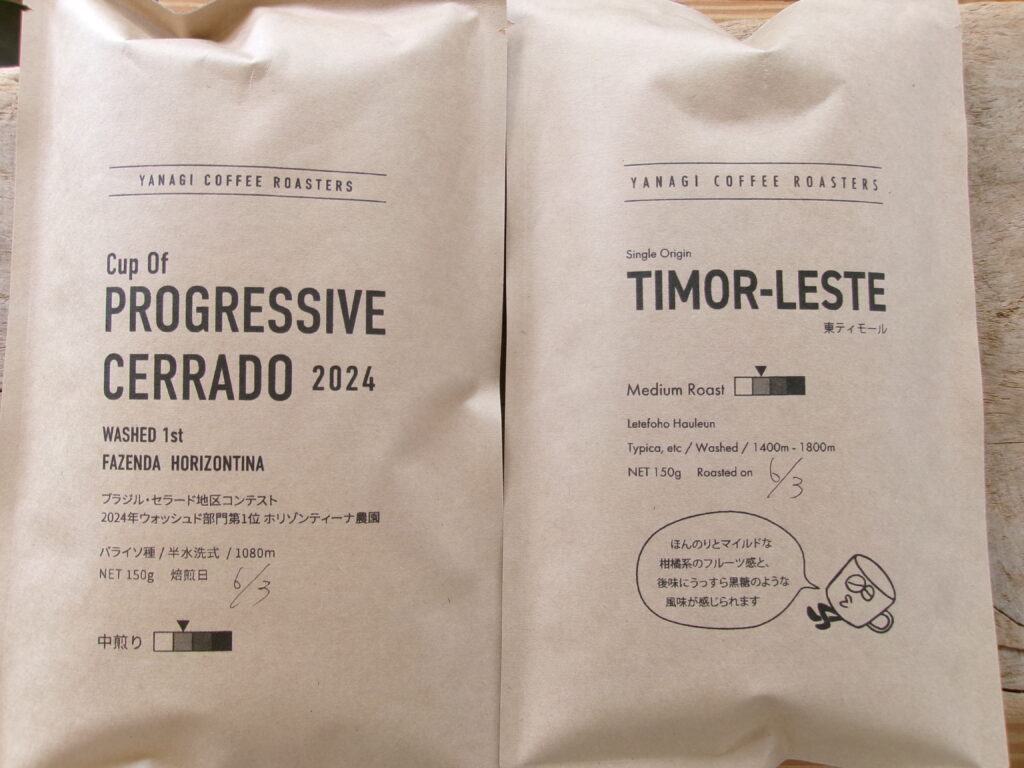 YANAGI COFFEE ROASTERS
Cup Of
PROGRESSIVE
CERRADO 2024
WASHED 1st
FAZENDA HORIZONTINA
ブラジル・セラード地区コンテスト
2024年ウォッシュド部門第1位 ホリゾンティーナ農園
パライソ種 / 半水洗式 / 1080m
NET 150g 焙煎日 6/3
中煎り
YANAGI COFFEE ROASTERS
Single Origin
TIMOR-LESTE
東ティモール
Medium Roast
Letefoho Hauleun
Typica, etc / Washed / 1400m - 1800m
NET 150g Roasted on 6/3
ほんのりとマイルドな
柑橘系のフルーツ感と、
後味にうっすら黒糖のような
風味が感じられます